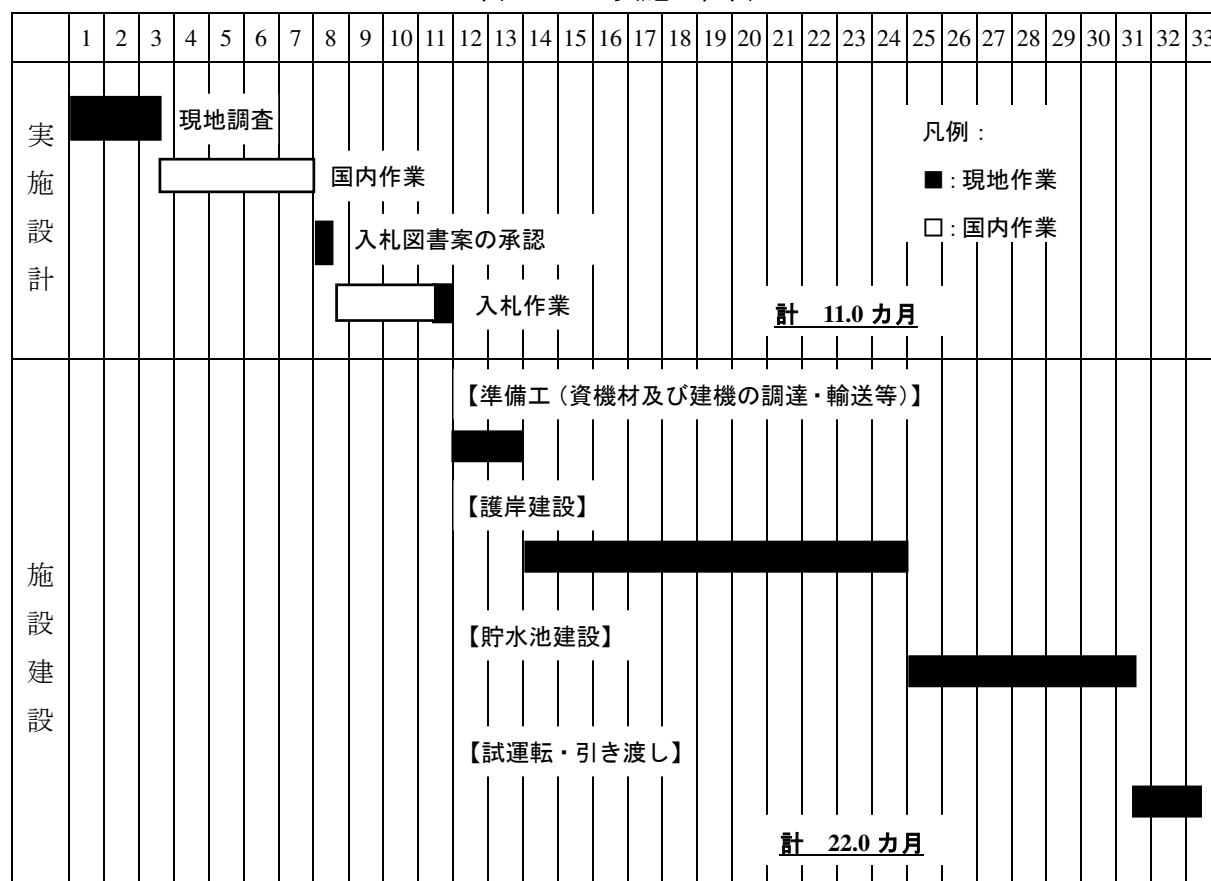 1 2 3 4 5 6 7 8 9 10 11 12 13 14 15 16 17 18 19 20 21 22 23 24 25 26 27 28 29 30 31 32 33
実施設計
現地調査
国内作業
入札図書案の承認
入札作業
凡例：
■：現地作業
□：国内作業
計 11.0 カ月
施設建設
【準備工（資機材及び建機の調達・輸送等）】
【護岸建設】
【貯水池建設】
【試運転・引き渡し】
計 22.0 カ月